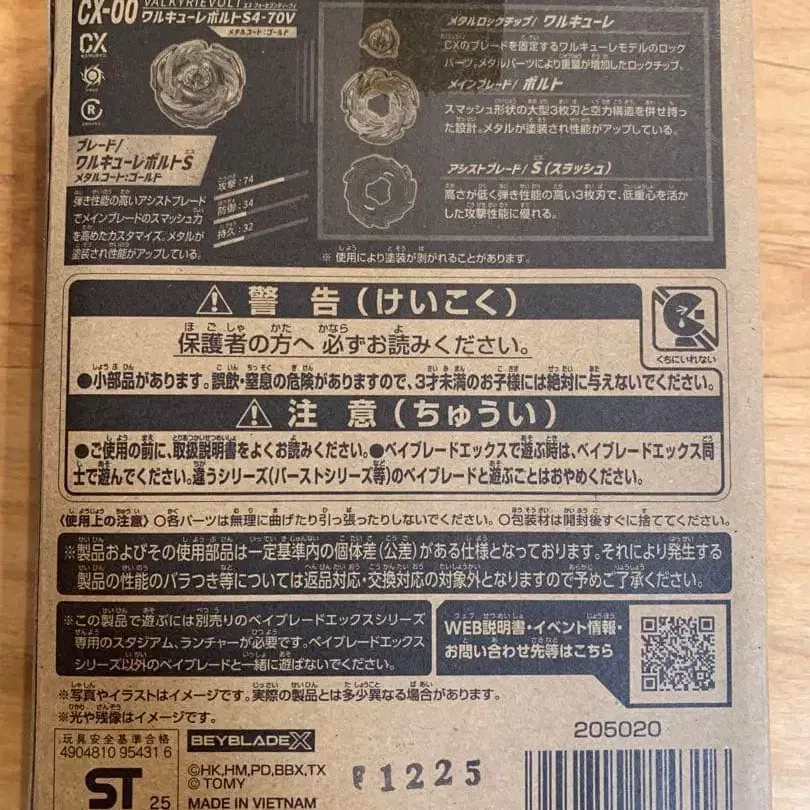 CX-00
VALKYRIEVOLT
ワルキューレボルトS4-70V
メタルコート:ゴールド
CX
R
ブレード/
ワルキューレボルトS
メタルコート:ゴールド
弾き性能の高いアシストブレード
でメインブレードのスマッシュ力
を高めたカスタマイズ。メタルが
塗装され性能がアップしている。
攻撃:74
防御:34
持久:32
メタルロックチップ/ ワルキューレ
CXのブレードを固定するワルキューレモデルのロック
パーツ。メタルパーツにより重量が増加したロックチップ。
メインブレード/ ボルト
スマッシュ形状の大型3枚刃と空力構造を併せ持っ
た設計。メタルが塗装され性能がアップしている。
アシストブレード/ S(スラッシュ)
高さが低く弾き性能の高い3枚刃で、低重心を活か
した攻撃性能に優れる。
※ 使用により塗装が剥がれることがあります。
警告(けいこく)
保護者の方へ 必ずお読みください。
くちにいれない
●小部品があります。誤飲・窒息の危険がありますので、3才未満のお子様には絶対に与えないでください。
注意(ちゅうい)
●ご使用の前に、取扱説明書をよくお読みください。●ベイブレードエックスで遊ぶ時は、ベイブレードエックス同
士で遊んでください。違うシリーズ(バーストシリーズ等)のベイブレードと遊ぶことはおやめください。
〈使用上の注意〉 ○各パーツは無理に曲げたり引っ張ったりしないでください。 ○包装材は開封後すぐに捨ててください。
※製品およびその使用部品は一定基準内の個体差(公差)がある仕様となっております。それにより発生する
製品の性能のバラつき等については返品対応・交換対応の対象外となりますので予めご了承ください。
※この製品で遊ぶには別売りのベイブレードエックスシリーズ
専用のスタジアム、ランチャーが必要です。ベイブレードエックス
シリーズ以外のベイブレードと一緒に遊ばないでください。
WEB説明書・イベント情報・
お問い合わせ先等はこちら
※写真やイラストはイメージです。実際の製品とは多少異なる場合があります。
※光や残像はイメージです。
玩具安全基準合格
4904810 95431 6
ST 25
BEYBLADE X
©HK,HM,PD,BBX,TX
© TOMY
MADE IN VIETNAM
1225
205020